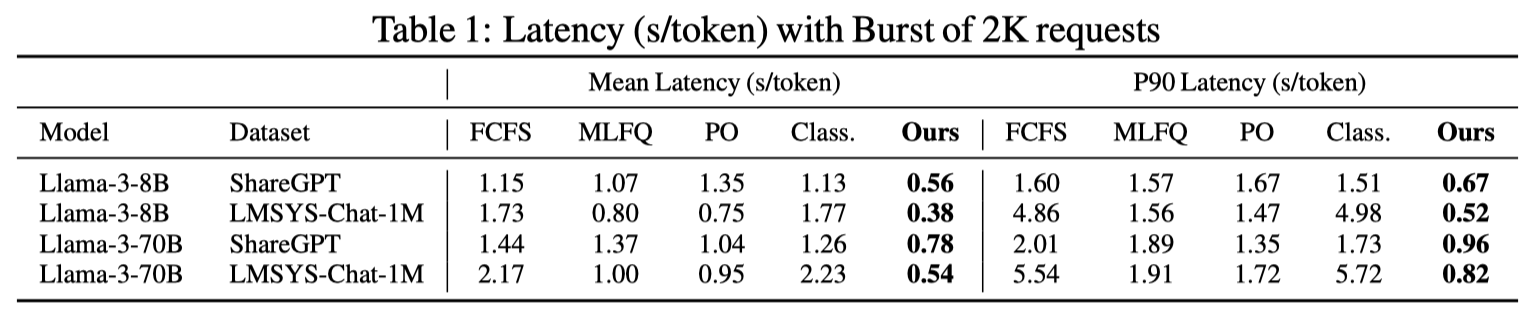 Table 1: Latency (s/token) with Burst of 2K requests
Mean Latency (s/token) P90 Latency (s/token)
Model Dataset FCFS MLFQ PO Class. Ours FCFS MLFQ PO Class. Ours
Llama-3-8B ShareGPT 1.15 1.07 1.35 1.13 0.56 1.60 1.57 1.67 1.51 0.67
Llama-3-8B LMSYS-Chat-1M 1.73 0.80 0.75 1.77 0.38 4.86 1.56 1.47 4.98 0.52
Llama-3-70B ShareGPT 1.44 1.37 1.04 1.26 0.78 2.01 1.89 1.35 1.73 0.96
Llama-3-70B LMSYS-Chat-1M 2.17 1.00 0.95 2.23 0.54 5.54 1.91 1.72 5.72 0.82